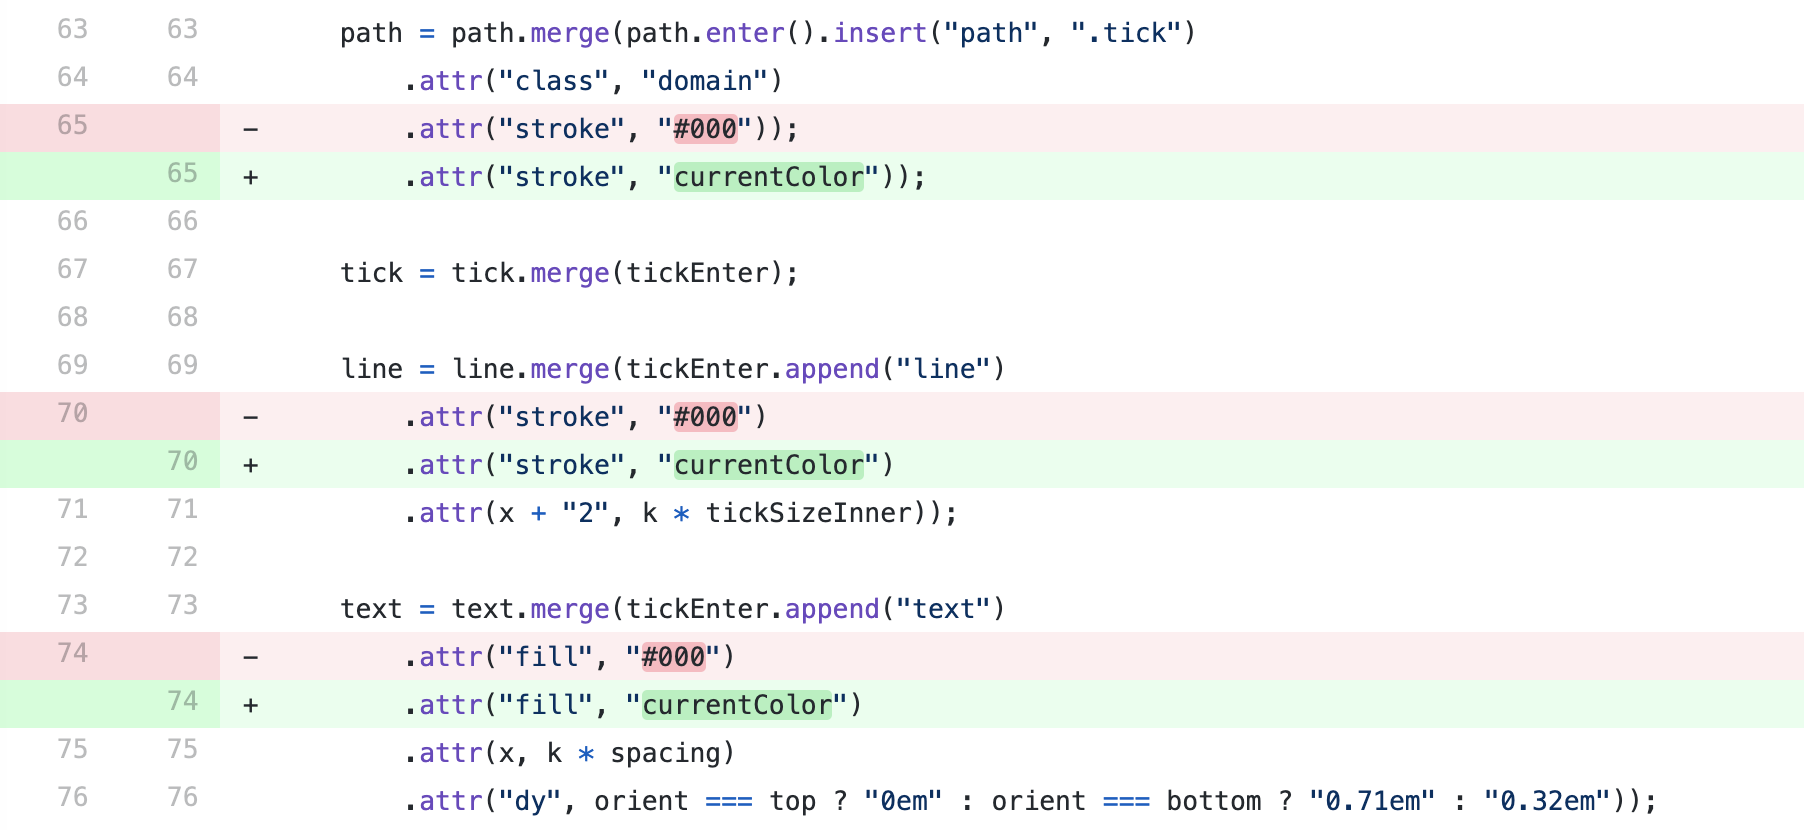 63 63 path = path.merge(path.enter().insert("path", ".tick")
64 64 .attr("class", "domain")
65 - .attr("stroke", "#000"));
65 + .attr("stroke", "currentColor"));
66 66
67 67 tick = tick.merge(tickEnter);
68 68
69 69 line = line.merge(tickEnter.append("line")
70 - .attr("stroke", "#000")
70 + .attr("stroke", "currentColor")
71 71 .attr(x + "2", k * tickSizeInner));
72 72
73 73 text = text.merge(tickEnter.append("text")
74 - .attr("fill", "#000")
74 + .attr("fill", "currentColor")
75 75 .attr(x, k * spacing)
76 76 .attr("dy", orient === top ? "0em" : orient === bottom ? "0.71em" : "0.32em"));